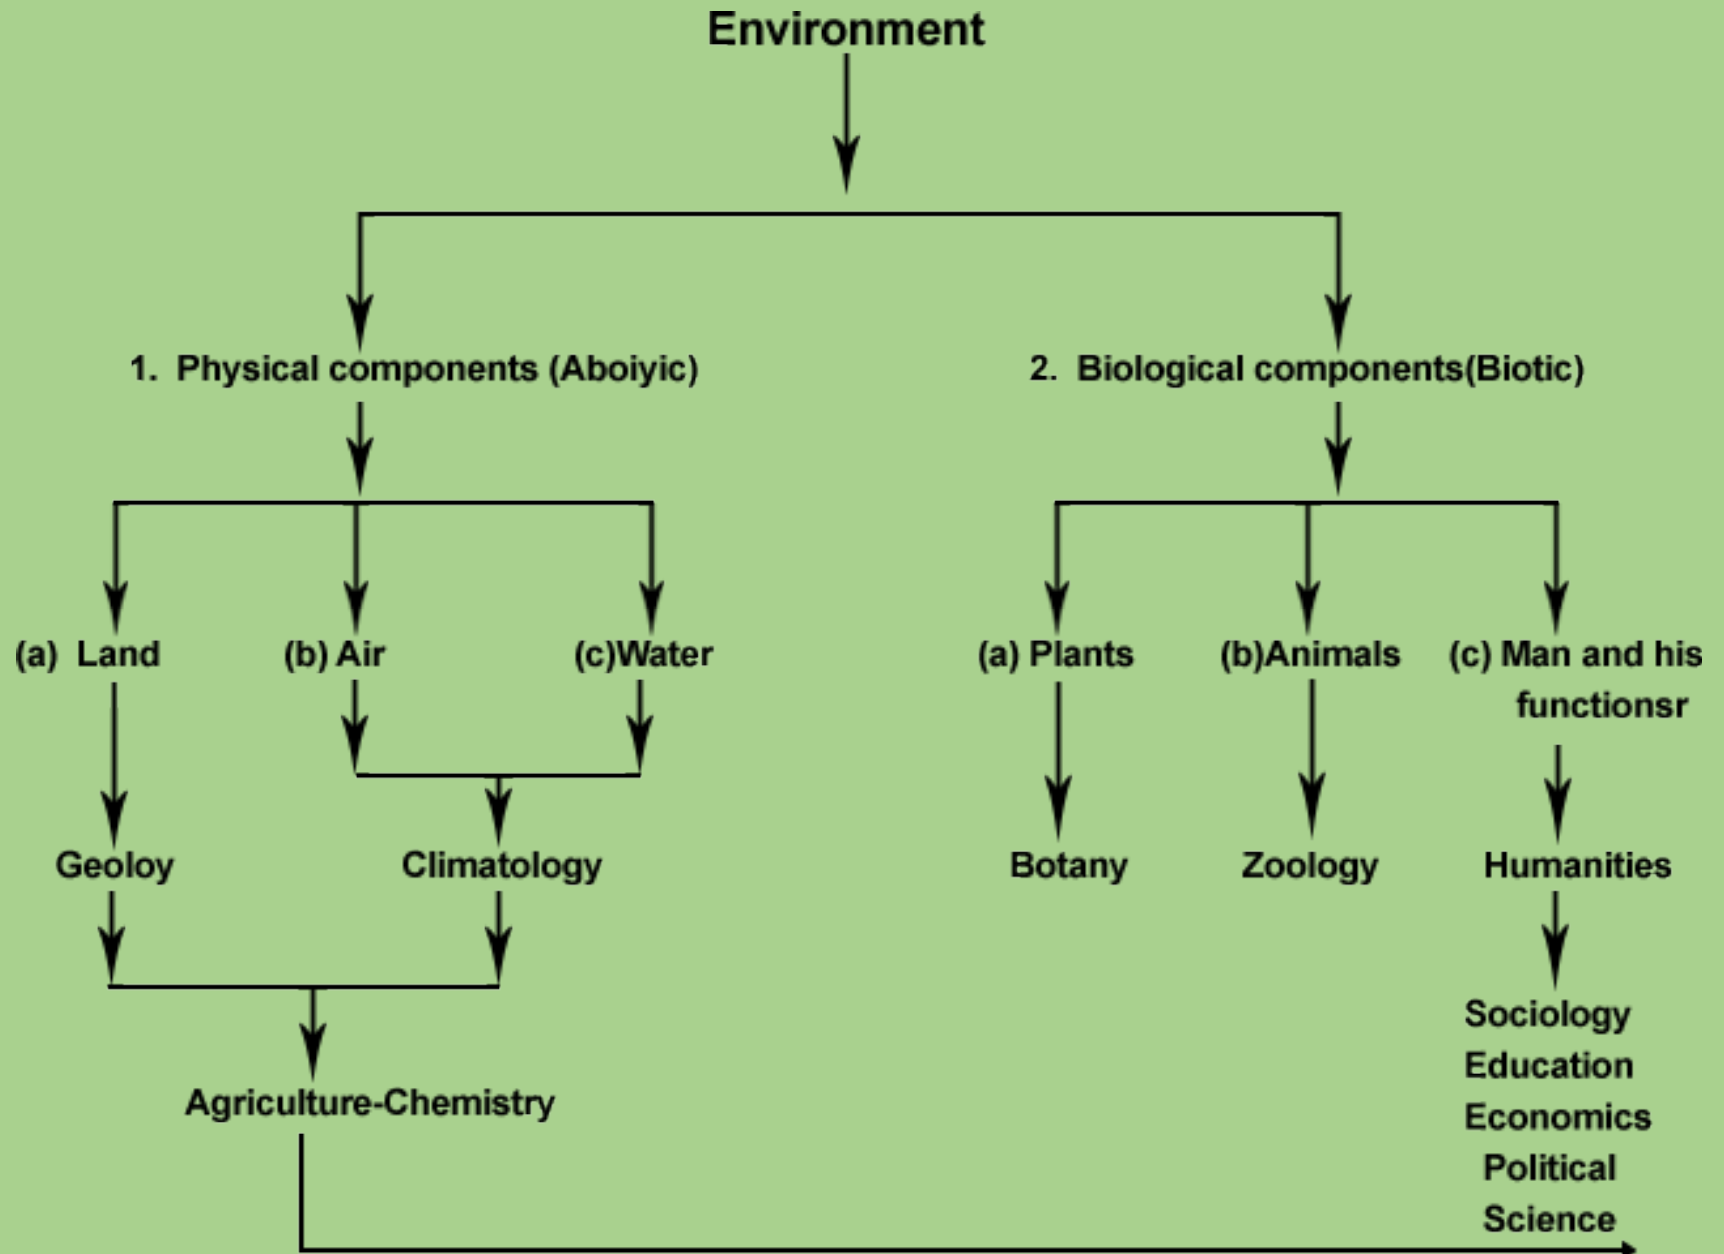 Environment
1. Physical components (Aboiyic)
2. Biological components(Biotic)
(a) Land
(b) Air
(c)Water
(a) Plants
(b)Animals
(c) Man and his
functionsr
Geoloy
Climatology
Botany
Zoology
Humanities
Agriculture-Chemistry
Sociology
Education
Economics
Political
Science